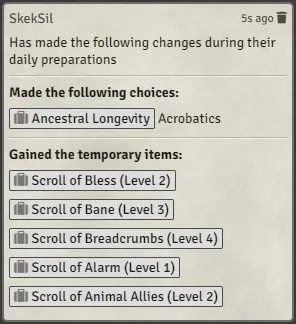 SkekSil
5s ago
Has made the following changes during their
daily preparations
Made the following choices:
Ancestral Longevity Acrobatics
Gained the temporary items:
Scroll of Bless (Level 2)
Scroll of Bane (Level 3)
Scroll of Breadcrumbs (Level 4)
Scroll of Alarm (Level 1)
Scroll of Animal Allies (Level 2)